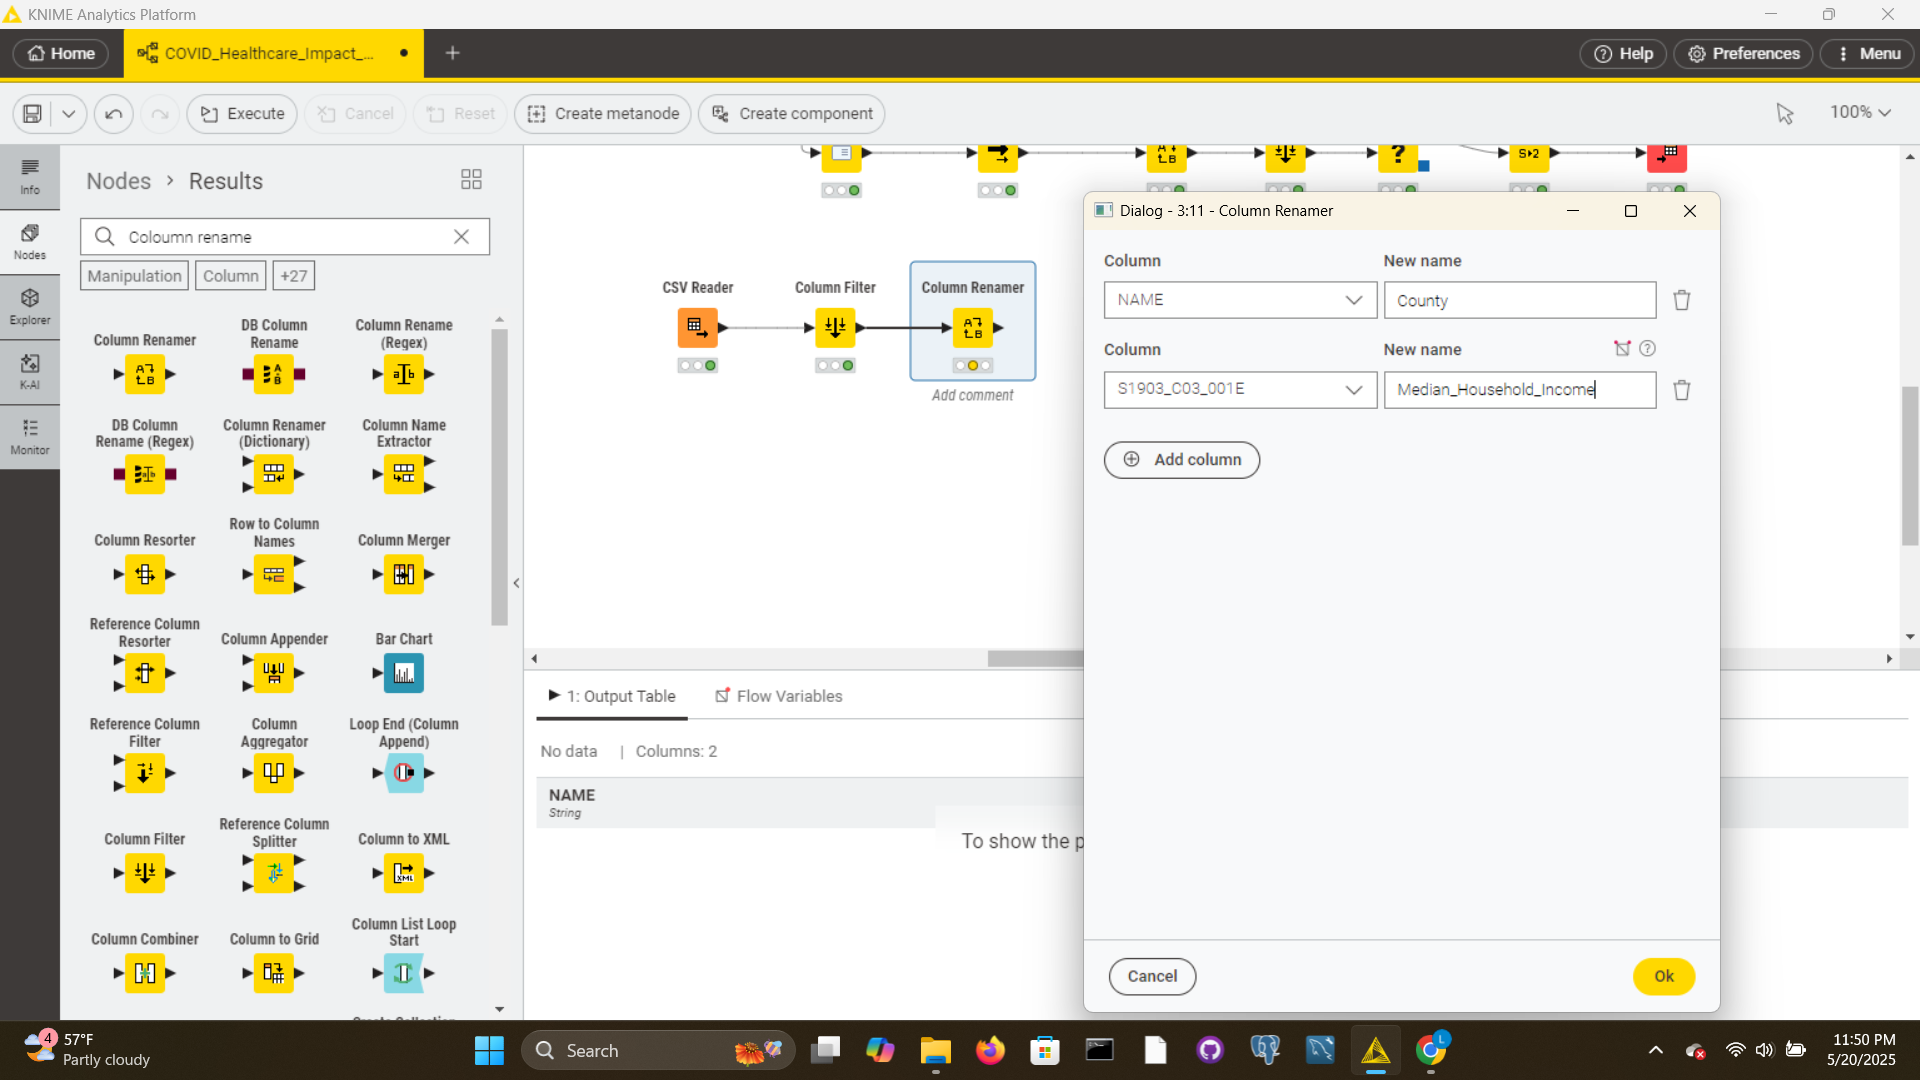 KNIME Analytics Platform
Home
COVID_Healthcare_Impact_...
Help
Preferences
Menu
Execute
Cancel
Reset
Create metanode
Create component
100%
Info
Nodes
Explorer
K-AI
Monitor
Nodes > Results
Coloumn rename
Manipulation
Column
+27
Column Renamer
DB Column
Rename
Column Rename
(Regex)
DB Column
Rename (Regex)
Column Renamer
(Dictionary)
Column Name
Extractor
Column Resorter
Row to Column
Names
Column Merger
Reference Column
Resorter
Column Appender
Bar Chart
Reference Column
Filter
Column
Aggregator
Loop End (Column
Append)
Column Filter
Reference Column
Splitter
Column to XML
Column Combiner
Column to Grid
Column List Loop
Start
S▸2
CSV Reader
Column Filter
Column Renamer
Add comment
1: Output Table
Flow Variables
No data | Columns: 2
NAME
String
To show the p
Dialog - 3:11 - Column Renamer
Column
New name
NAME
County
Column
New name
S1903_C03_001E
Median_Household_Income
Add column
Cancel
Ok
4
57°F
Partly cloudy
Search
L
11:50 PM
5/20/2025